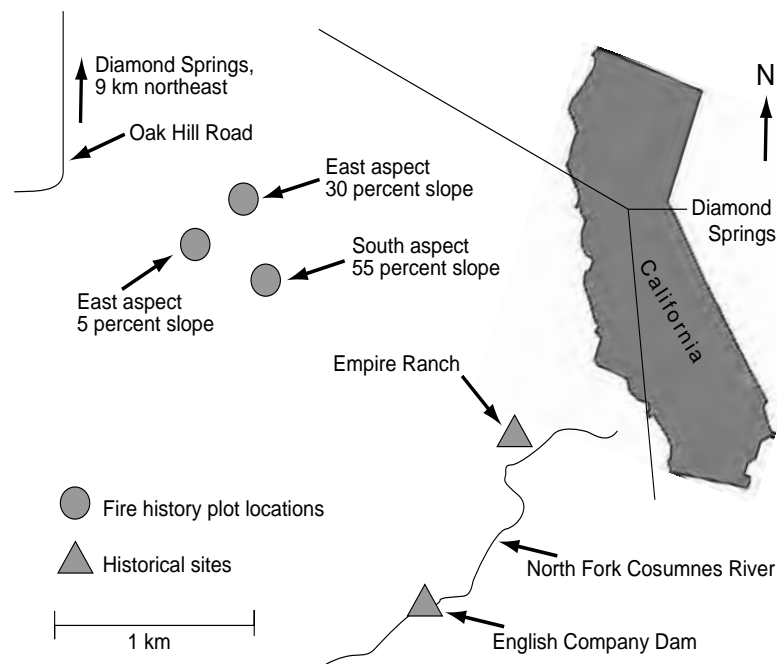 Diamond Springs,
9 km northeast
Oak Hill Road
N
East aspect
30 percent slope
Diamond
Springs
South aspect
55 percent slope
East aspect
5 percent slope
California
Empire Ranch
Fire history plot locations
Historical sites
North Fork Cosumnes River
1 km
English Company Dam